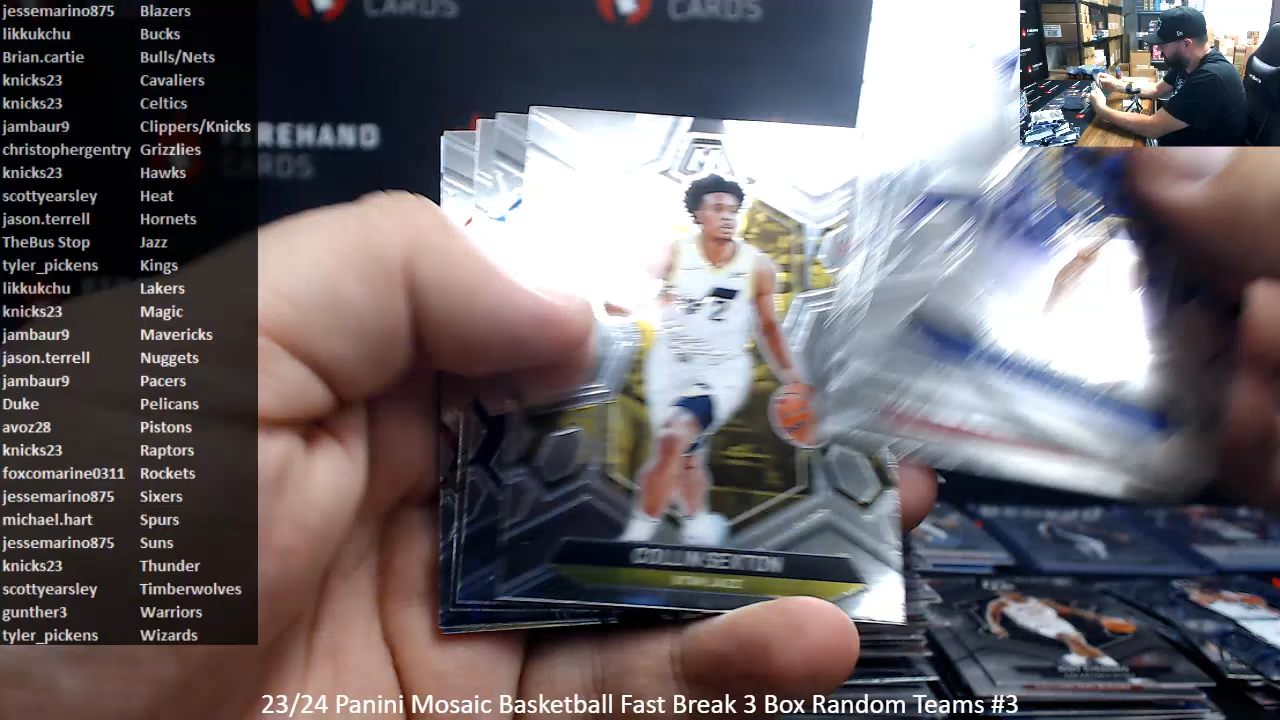 jessemarino875 Blazers
likkukchu Bucks
Brian.cartie Bulls/Nets
knicks23 Cavaliers
knicks23 Celtics
jambaur9 Clippers/Knicks
christophergentry Grizzlies
knicks23 Hawks
scottyearsley Heat
jason.terrell Hornets
TheBus Stop Jazz
tyler_pickens Kings
likkukchu Lakers
knicks23 Magic
jambaur9 Mavericks
jason.terrell Nuggets
jambaur9 Pacers
Duke Pelicans
avoz28 Pistons
knicks23 Raptors
foxcomarine0311 Rockets
jessemarino875 Sixers
michael.hart Spurs
jessemarino875 Suns
knicks23 Thunder
scottyearsley Timberwolves
gunther3 Warriors
tyler_pickens Wizards
CARDS
CARDS
FIREHAND
CARDS
2
COLLIN SEXTON
UTAH JAZZ
23/24 Panini Mosaic Basketball Fast Break 3 Box Random Teams #3